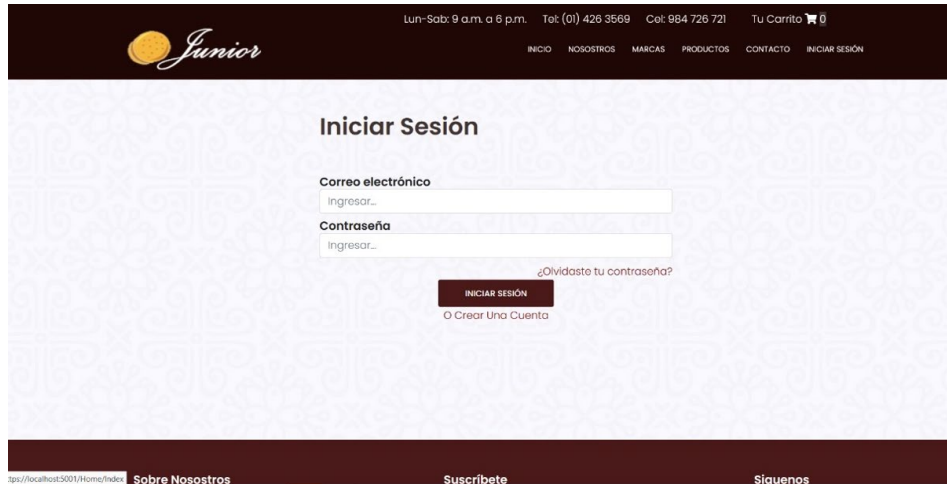 Lun-Sab: 9 a.m. a 6 p.m. Tel: (01) 426 3569 Cel: 984 726 721 Tu Carrito 0
Junior
INICIO NOSOSTROS MARCAS PRODUCTOS CONTACTO INICIAR SESIÓN
Iniciar Sesión
Correo electrónico
Ingresar...
Contraseña
Ingresar...
¿Olvidaste tu contraseña?
INICIAR SESIÓN
O Crear Una Cuenta
tps://localhost:5001/Home/Index
Sobre Nosostros Suscríbete Siguenos